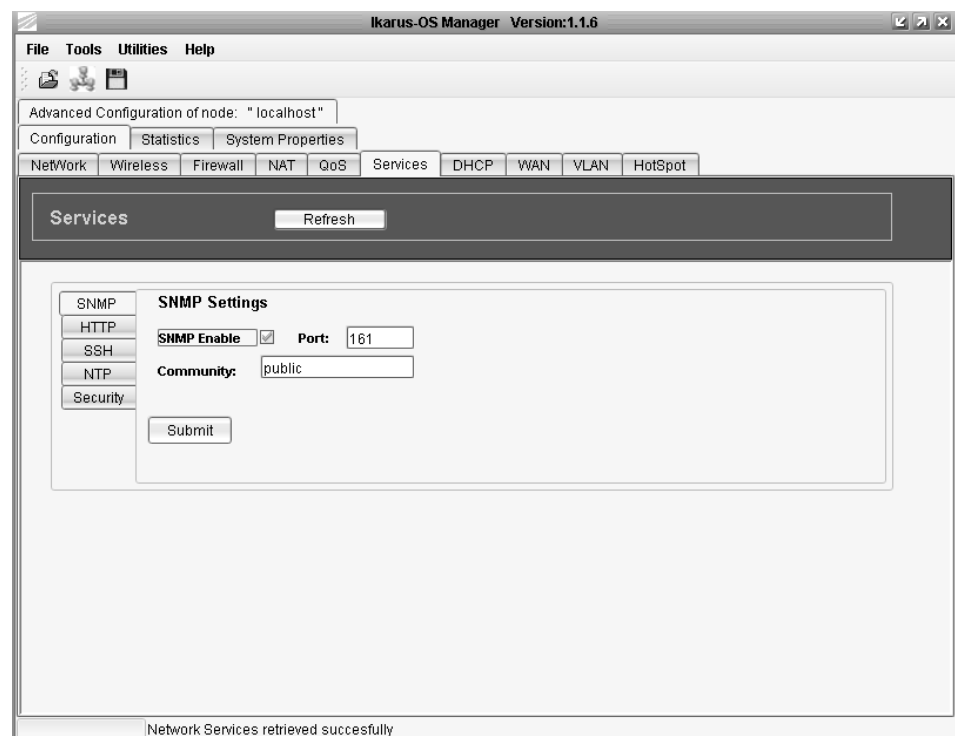 Ikarus-OS Manager Version:1.1.6
File Tools Utilities Help
Advanced Configuration of node: "localhost"
Configuration Statistics System Properties
NetWork Wireless Firewall NAT QoS Services DHCP WAN VLAN HotSpot
Services Refresh
SNMP
HTTP
SSH
NTP
Security
SNMP Settings
SNMP Enable Port: 161
Community: public
Submit
Network Services retrieved succesfully